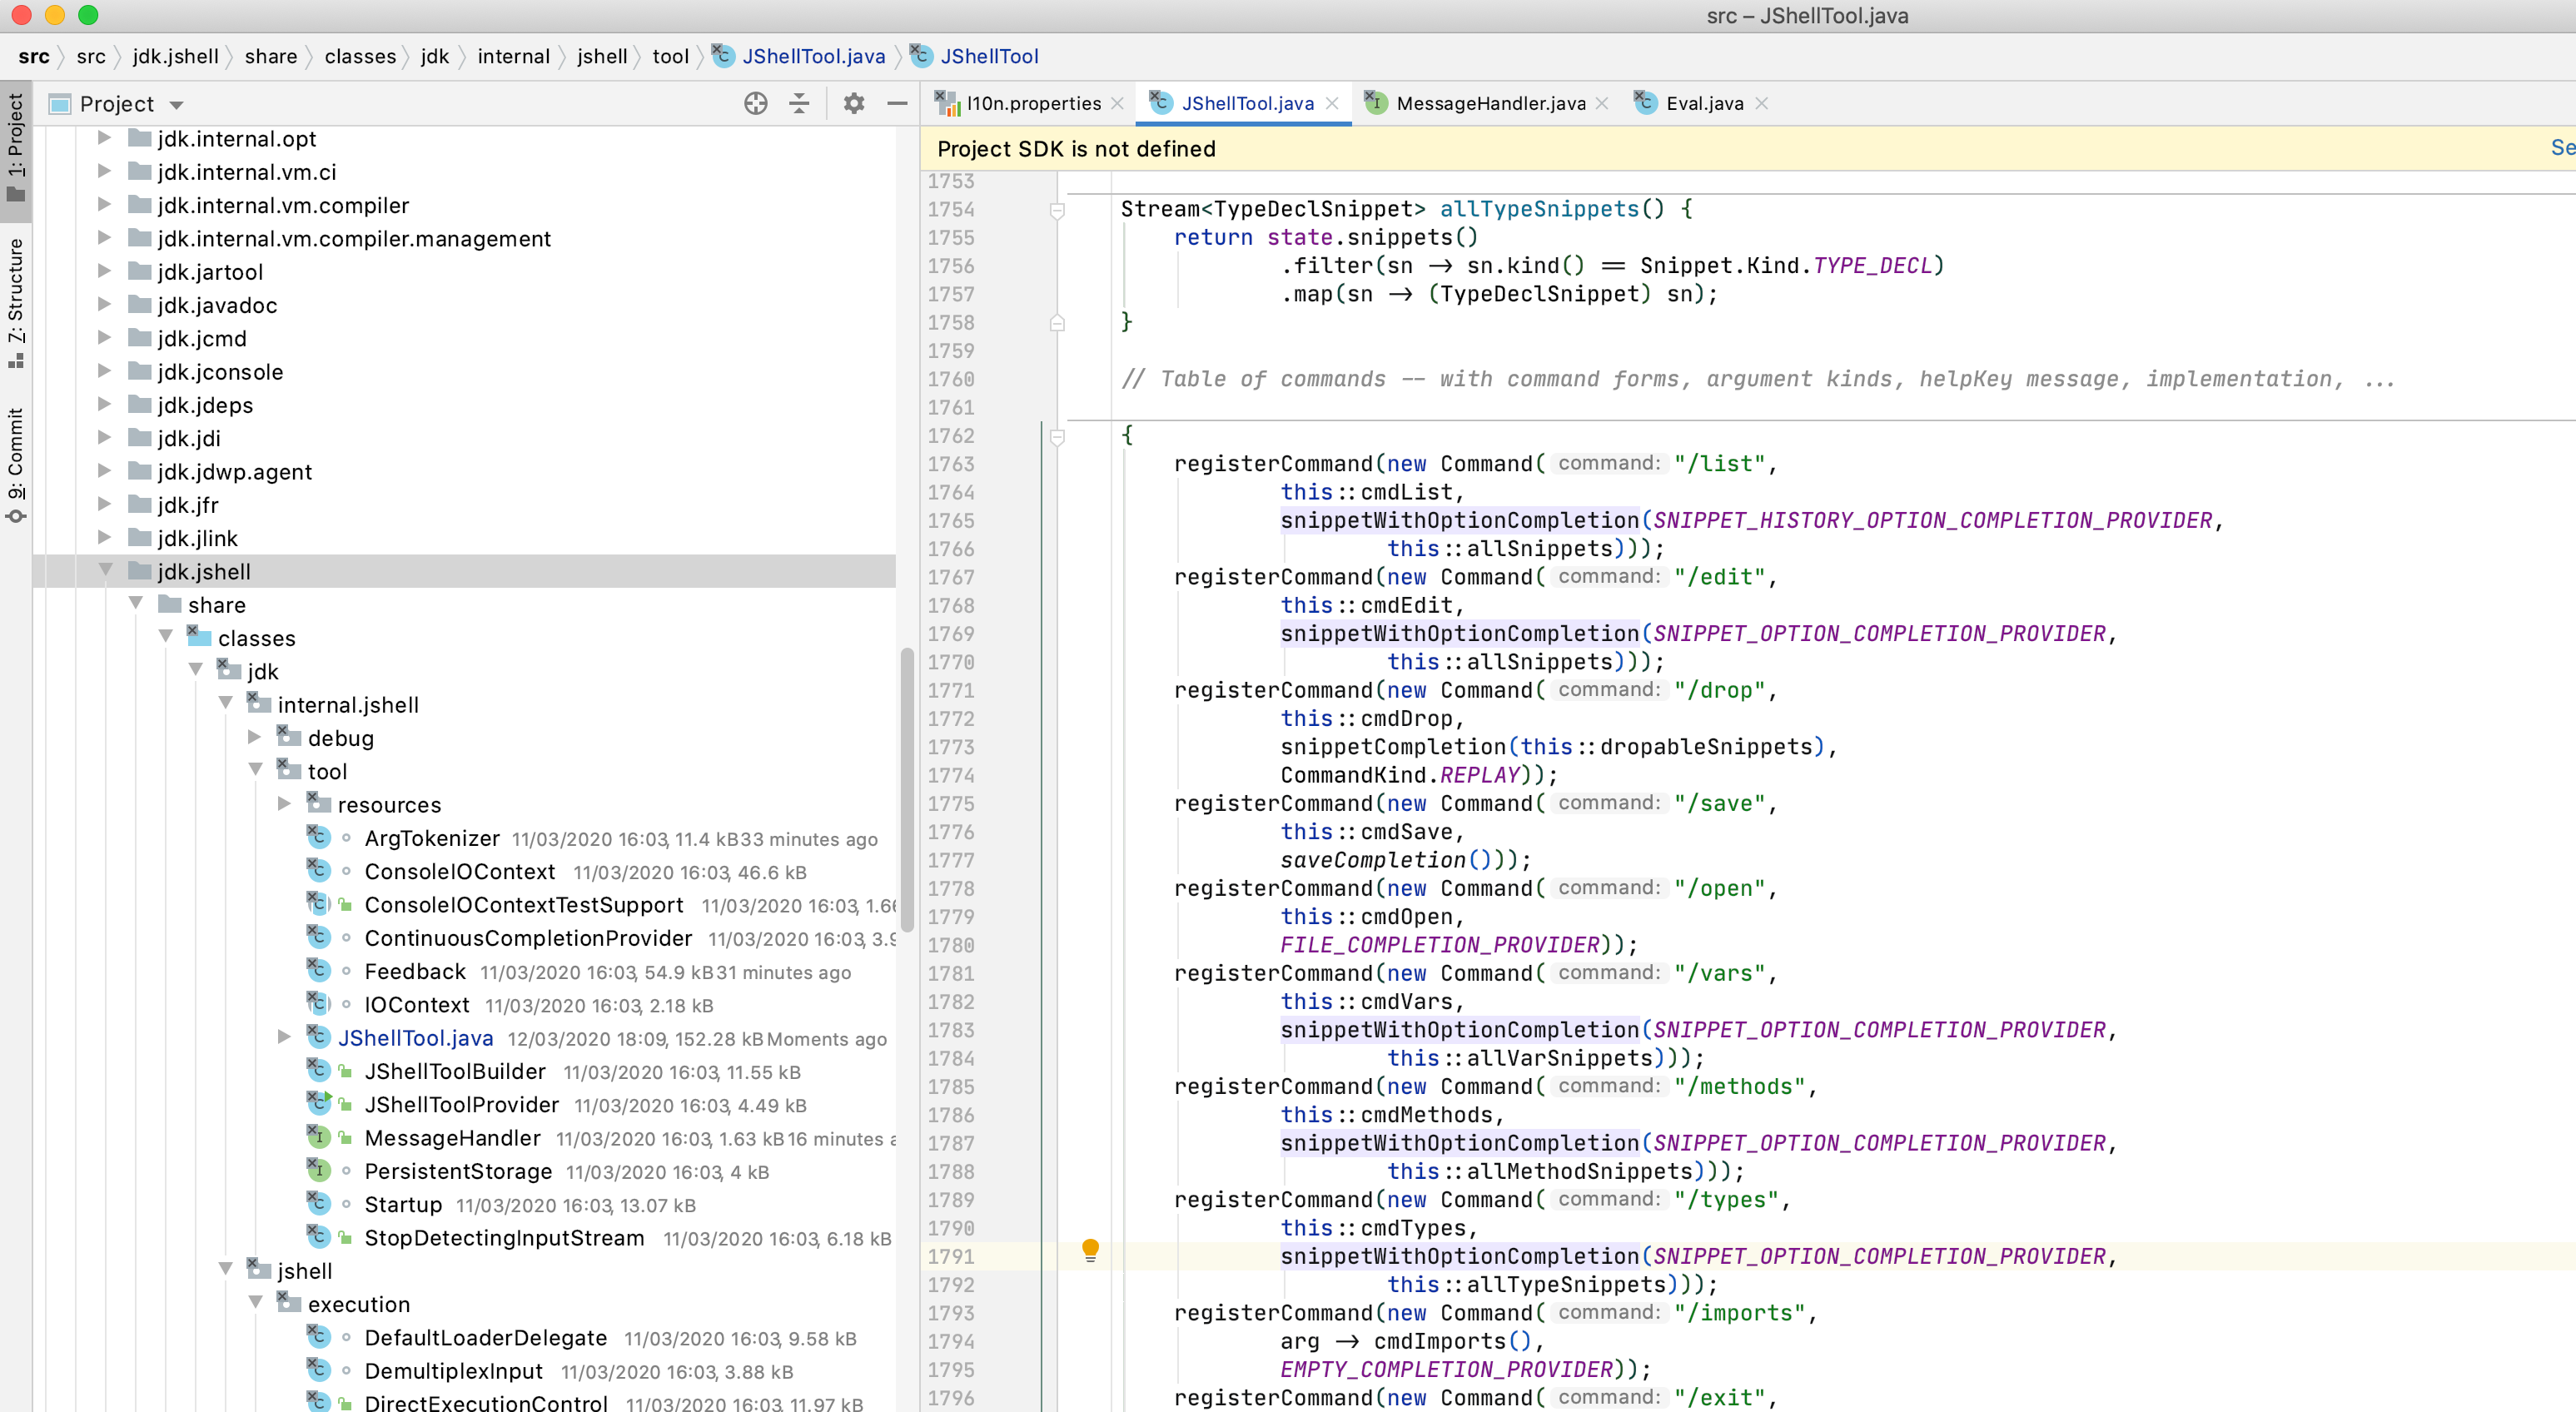 src – JShellTool.java
src src jdk.jshell share classes jdk internal jshell tool JShellTool.java JShellTool
1: Project
Z: Structure
9: Commit
Project
jdk.internal.opt
jdk.internal.vm.ci
jdk.internal.vm.compiler
jdk.internal.vm.compiler.management
jdk.jartool
jdk.javadoc
jdk.jcmd
jdk.jconsole
jdk.jdeps
jdk.jdi
jdk.jdwp.agent
jdk.jfr
jdk.jlink
jdk.jshell
share
classes
jdk
internal.jshell
debug
tool
resources
ArgTokenizer 11/03/2020 16:03, 11.4 kB 33 minutes ago
ConsoleIOContext 11/03/2020 16:03, 46.6 kB
ConsoleIOContextTestSupport 11/03/2020 16:03, 1.6
ContinuousCompletionProvider 11/03/2020 16:03, 3.9
Feedback 11/03/2020 16:03, 54.9 kB 31 minutes ago
IOContext 11/03/2020 16:03, 2.18 kB
JShellTool.java 12/03/2020 18:09, 152.28 kB Moments ago
JShellToolBuilder 11/03/2020 16:03, 11.55 kB
JShellToolProvider 11/03/2020 16:03, 4.49 kB
MessageHandler 11/03/2020 16:03, 1.63 kB 16 minutes a
PersistentStorage 11/03/2020 16:03, 4 kB
Startup 11/03/2020 16:03, 13.07 kB
StopDetectingInputStream 11/03/2020 16:03, 6.18 kB
jshell
execution
DefaultLoaderDelegate 11/03/2020 16:03, 9.58 kB
DemultiplexInput 11/03/2020 16:03, 3.88 kB
DirectExecutionControl 11/03/2020 16:03, 11.97 kB
l10n.properties JShellTool.java MessageHandler.java Eval.java
Project SDK is not defined Se
1753
1754 Stream<TypeDeclSnippet> allTypeSnippets() {
1755 return state.snippets()
1756 .filter(sn -> sn.kind() == Snippet.Kind.TYPE_DECL)
1757 .map(sn -> (TypeDeclSnippet) sn);
1758 }
1759
1760 // Table of commands -- with command forms, argument kinds, helpKey message, implementation, ...
1761
1762 {
1763 registerCommand(new Command( command: "/list",
1764 this::cmdList,
1765 snippetWithOptionCompletion(SNIPPET_HISTORY_OPTION_COMPLETION_PROVIDER,
1766 this::allSnippets)));
1767 registerCommand(new Command( command: "/edit",
1768 this::cmdEdit,
1769 snippetWithOptionCompletion(SNIPPET_OPTION_COMPLETION_PROVIDER,
1770 this::allSnippets)));
1771 registerCommand(new Command( command: "/drop",
1772 this::cmdDrop,
1773 snippetCompletion(this::dropableSnippets),
1774 CommandKind.REPLAY));
1775 registerCommand(new Command( command: "/save",
1776 this::cmdSave,
1777 saveCompletion()));
1778 registerCommand(new Command( command: "/open",
1779 this::cmdOpen,
1780 FILE_COMPLETION_PROVIDER));
1781 registerCommand(new Command( command: "/vars",
1782 this::cmdVars,
1783 snippetWithOptionCompletion(SNIPPET_OPTION_COMPLETION_PROVIDER,
1784 this::allVarSnippets)));
1785 registerCommand(new Command( command: "/methods",
1786 this::cmdMethods,
1787 snippetWithOptionCompletion(SNIPPET_OPTION_COMPLETION_PROVIDER,
1788 this::allMethodSnippets)));
1789 registerCommand(new Command( command: "/types",
1790 this::cmdTypes,
1791 snippetWithOptionCompletion(SNIPPET_OPTION_COMPLETION_PROVIDER,
1792 this::allTypeSnippets)));
1793 registerCommand(new Command( command: "/imports",
1794 arg -> cmdImports(),
1795 EMPTY_COMPLETION_PROVIDER));
1796 registerCommand(new Command( command: "/exit",